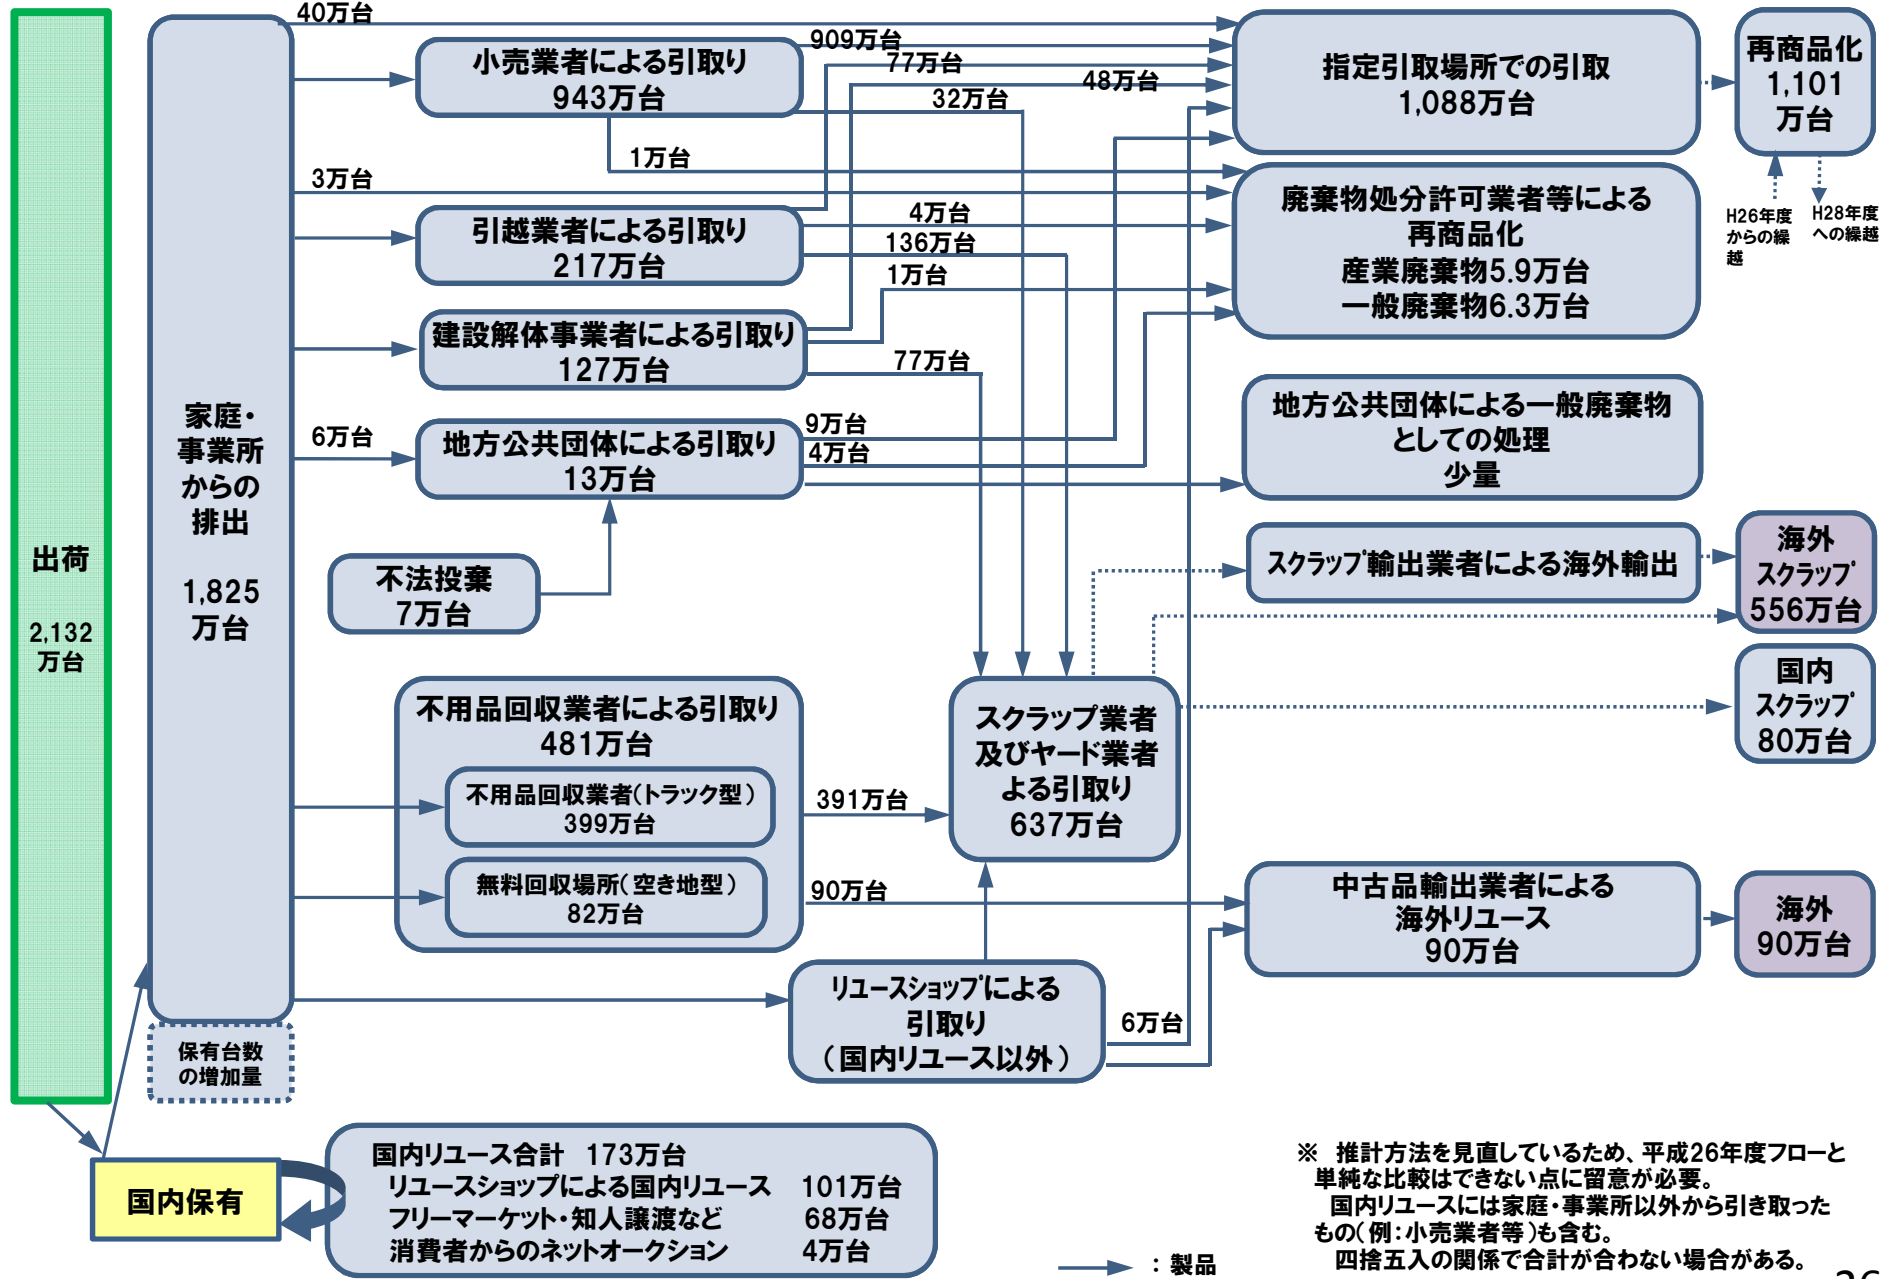 出荷
2,132
万台
家庭・
事業所
からの
排出
1,825
万台
保有台数
の増加量
国内保有
40万台
小売業者による引取り
943万台
909万台
77万台
48万台
32万台
1万台
3万台
引越業者による引取り
217万台
4万台
136万台
1万台
建設解体事業者による引取り
127万台
77万台
6万台
地方公共団体による引取り
13万台
9万台
4万台
不法投棄
7万台
不用品回収業者による引取り
481万台
不用品回収業者(トラック型)
399万台
無料回収場所(空き地型)
82万台
391万台
90万台
スクラップ業者
及びヤード業者
よる引取り
637万台
リユースショップによる
引取り
(国内リユース以外)
6万台
指定引取場所での引取
1,088万台
再商品化
1,101
万台
H26年度
からの繰
越
H28年度
への繰越
廃棄物処分許可業者等による
再商品化
産業廃棄物5.9万台
一般廃棄物6.3万台
地方公共団体による一般廃棄物
としての処理
少量
スクラップ輸出業者による海外輸出
海外
スクラップ
556万台
国内
スクラップ
80万台
中古品輸出業者による
海外リユース
90万台
海外
90万台
国内リユース合計 173万台
リユースショップによる国内リユース 101万台
フリーマーケット・知人譲渡など 68万台
消費者からのネットオークション 4万台
:製品
※ 推計方法を見直しているため、平成26年度フローと
単純な比較はできない点に留意が必要。
国内リユースには家庭・事業所以外から引き取った
もの(例:小売業者等)も含む。
四捨五入の関係で合計が合わない場合がある。